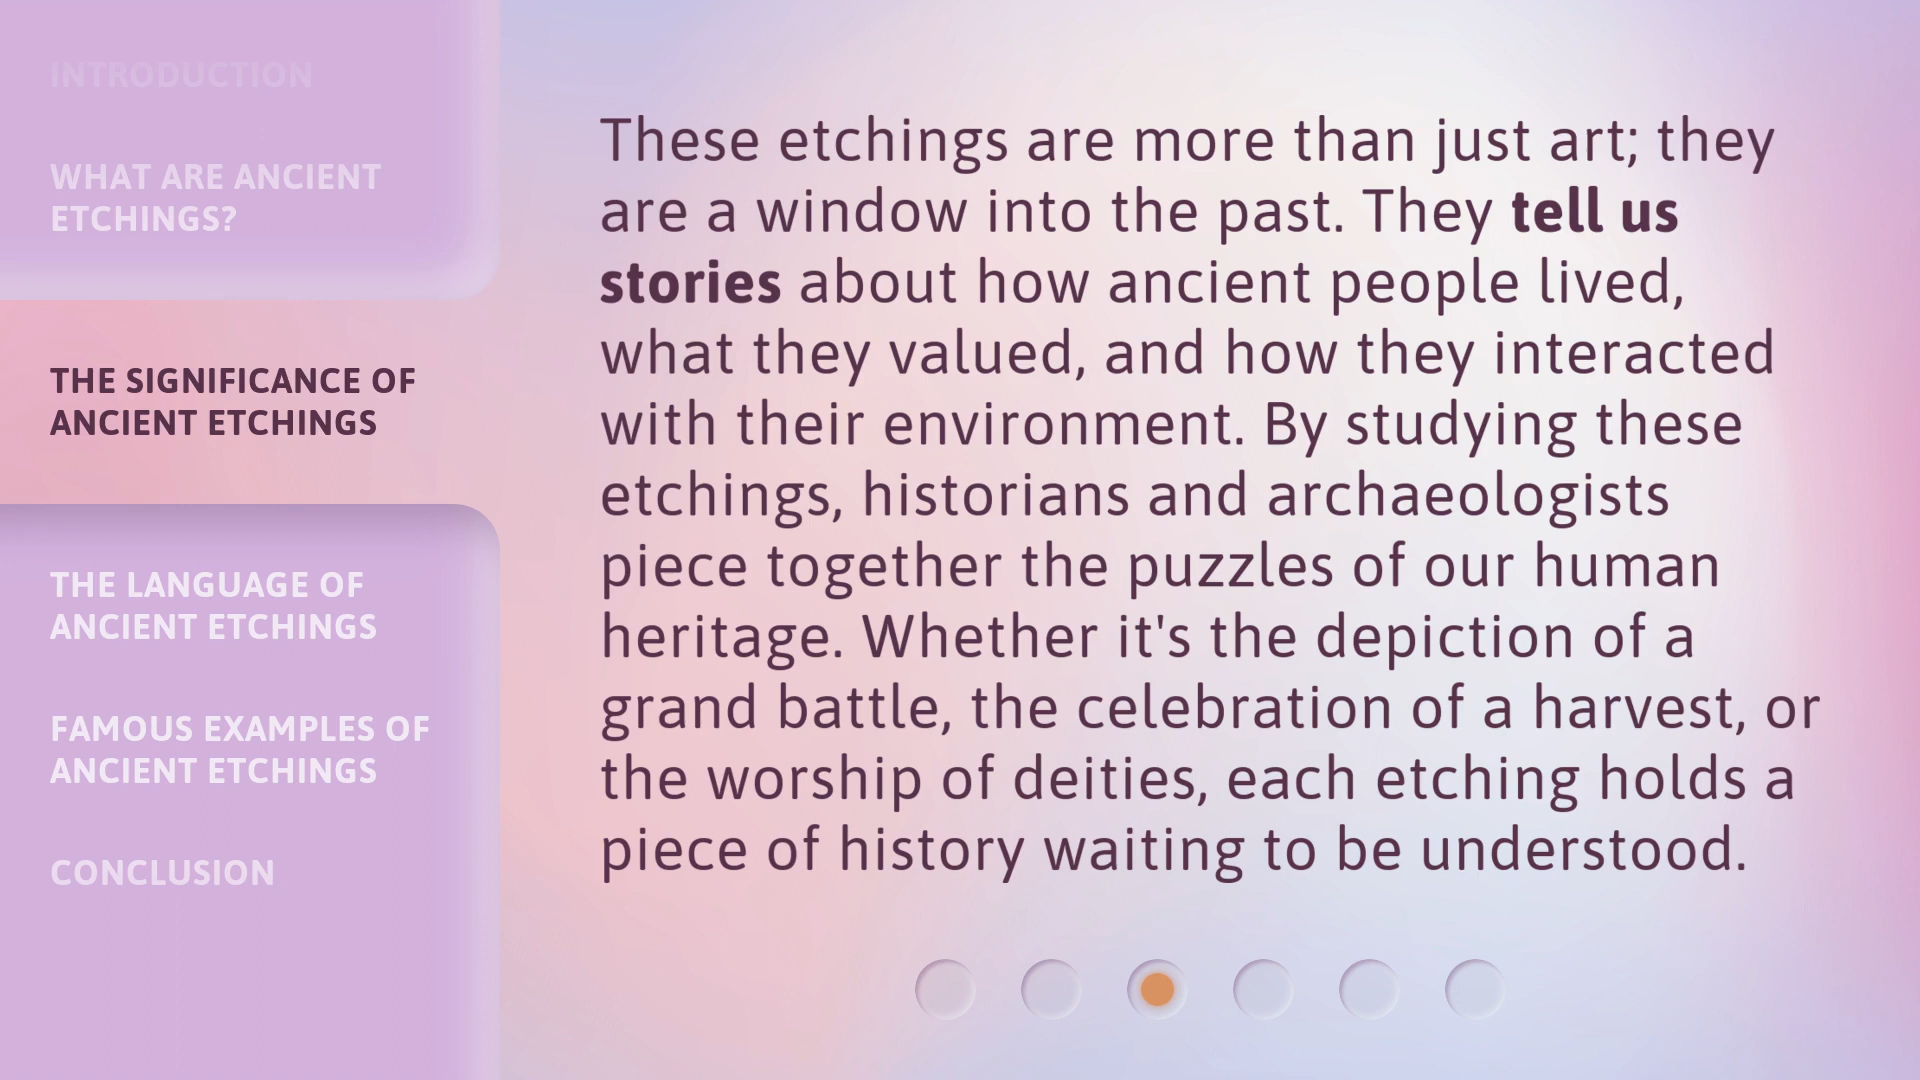 INTRODUCTION
WHAT ARE ANCIENT
ETCHINGS?
THE SIGNIFICANCE OF
ANCIENT ETCHINGS
THE LANGUAGE OF
ANCIENT ETCHINGS
FAMOUS EXAMPLES OF
ANCIENT ETCHINGS
CONCLUSION
These etchings are more than just art; they
are a window into the past. They tell us
stories about how ancient people lived,
what they valued, and how they interacted
with their environment. By studying these
etchings, historians and archaeologists
piece together the puzzles of our human
heritage. Whether it's the depiction of a
grand battle, the celebration of a harvest, or
the worship of deities, each etching holds a
piece of history waiting to be understood.